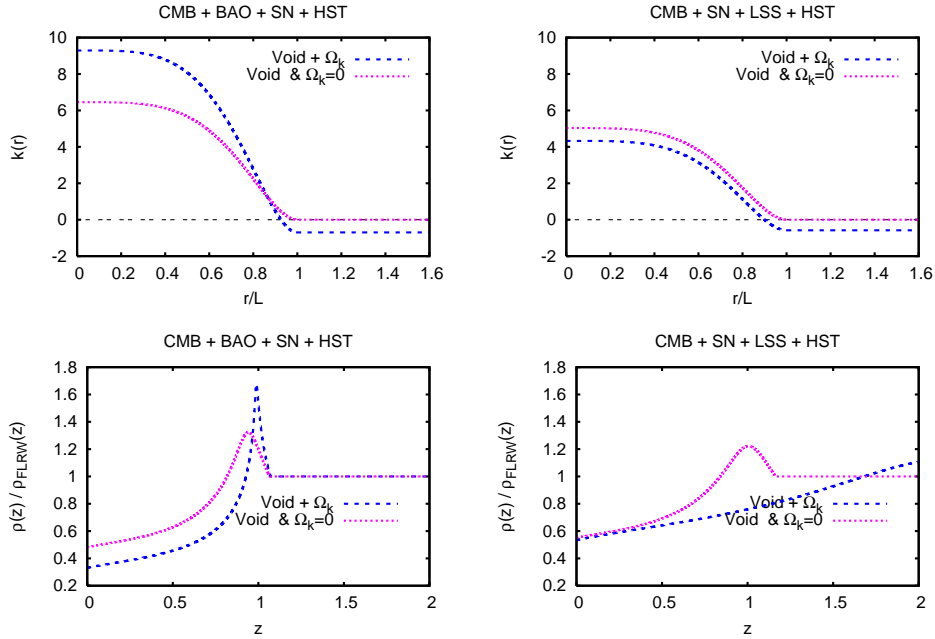 CMB + BAO + SN + HST
10
8
6
4
2
0
-2
k(r)
Void + Ωk
Void & Ωk=0
0 0.2 0.4 0.6 0.8 1 1.2 1.4 1.6
r/L
CMB + SN + LSS + HST
10
8
6
4
2
0
-2
k(r)
Void + Ωk
Void & Ωk=0
0 0.2 0.4 0.6 0.8 1 1.2 1.4 1.6
r/L
CMB + BAO + SN + HST
1.8
1.6
1.4
1.2
1
0.8
0.6
0.4
0.2
ρ(z) / ρFLRW(z)
Void + Ωk
Void & Ωk=0
0 0.5 1 1.5 2
z
CMB + SN + LSS + HST
1.8
1.6
1.4
1.2
1
0.8
0.6
0.4
0.2
ρ(z) / ρFLRW(z)
Void + Ωk
Void & Ωk=0
0 0.5 1 1.5 2
z